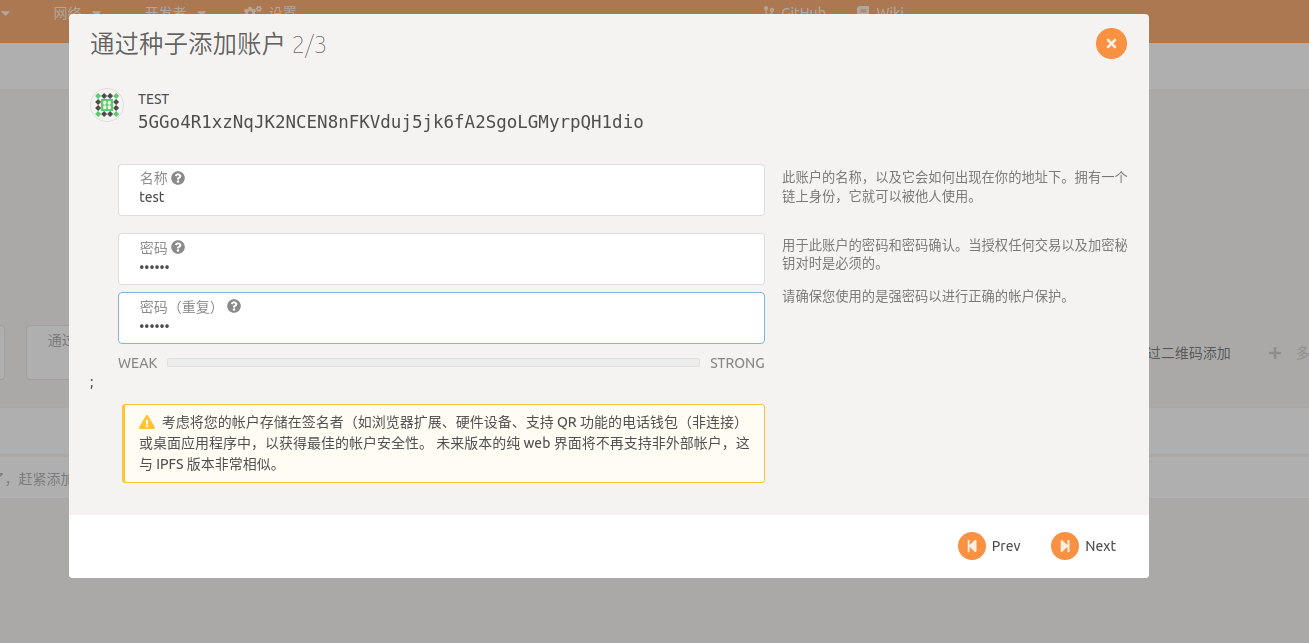 网络
开发者
设置
GitHub
Wiki
通过种子添加账户 2/3
TEST
5GGo4R1xzNqJK2NCEN8nFKVduj5jk6fA2SgoLGMyrpQH1dio
名称
test
此账户的名称，以及它会如何出现在你的地址下。拥有一个
链上身份，它就可以被他人使用。
密码
••••••
用于此账户的密码和密码确认。当授权任何交易以及加密秘
钥对时是必须的。
密码（重复）
••••••
请确保您使用的是强密码以进行正确的帐户保护。
通过
过二维码添加
多
WEAK
STRONG
;
考虑将您的帐户存储在签名者（如浏览器扩展、硬件设备、支持 QR 功能的电话钱包（非连接）
或桌面应用程序中，以获得最佳的帐户安全性。 未来版本的纯 web 界面将不再支持非外部帐户，这
与 IPFS 版本非常相似。
，赶紧添加
Prev
Next